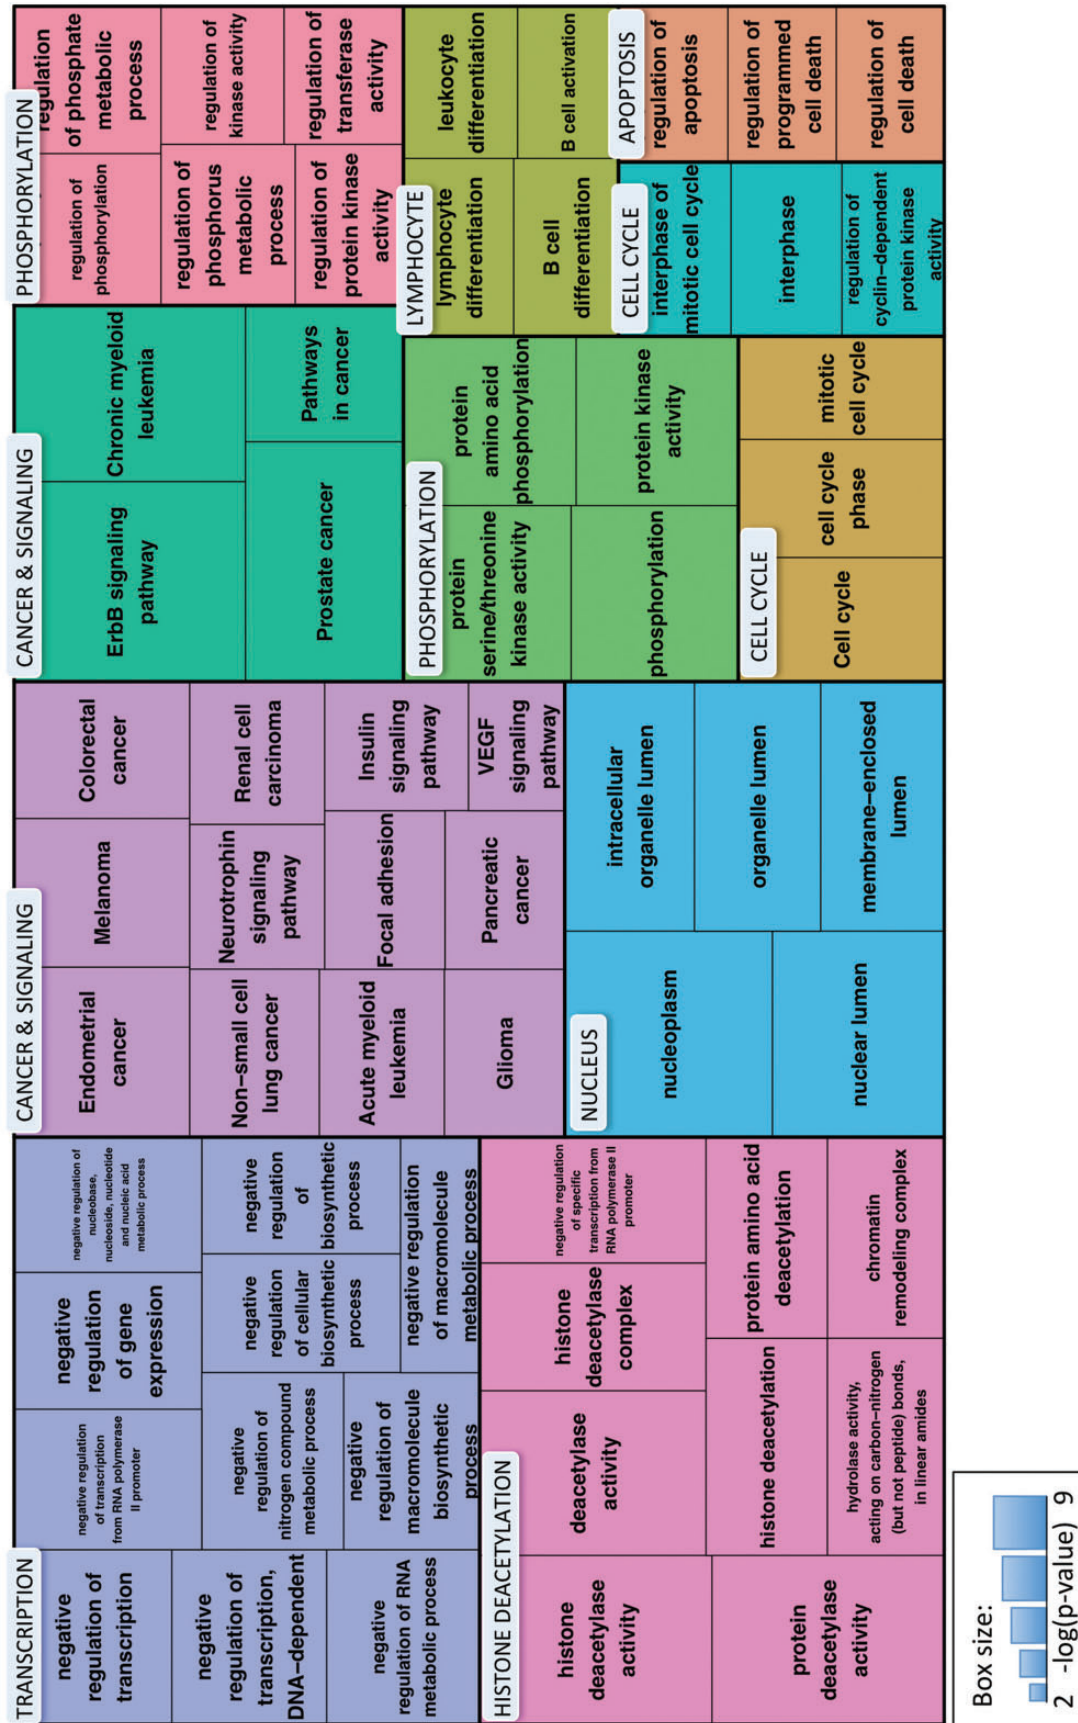 TRANSCRIPTION
negative
regulation of
transcription
negative regulation
of transcription
from RNA polymerase
II promoter
negative
regulation
of gene
expression
negative regulation of
nucleobase,
nucleoside, nucleotide
and nucleic acid
metabolic process
negative
regulation of
transcription,
DNA–dependent
negative
regulation of
nitrogen compound
metabolic process
negative
regulation
of cellular
biosynthetic
process
negative
regulation
of
biosynthetic
process
negative
regulation of RNA
metabolic process
negative
regulation of
macromolecule
biosynthetic
process
negative regulation
of macromolecule
metabolic process
HISTONE DEACETYLATION
histone
deacetylase
activity
deacetylase
activity
histone
deacetylase
complex
negative regulation
of specific
transcription from
RNA polymerase II
promoter
protein
deacetylase
activity
histone deacetylation
protein amino acid
deacetylation
hydrolase activity,
acting on carbon–nitrogen
(but not peptide) bonds,
in linear amides
chromatin
remodeling complex
CANCER & SIGNALING
Endometrial
cancer
Melanoma
Colorectal
cancer
Non–small cell
lung cancer
Neurotrophin
signaling
pathway
Renal cell
carcinoma
Acute myeloid
leukemia
Focal adhesion
Insulin
signaling
pathway
Glioma
Pancreatic
cancer
VEGF
signaling
pathway
NUCLEUS
nucleoplasm
intracellular
organelle lumen
organelle lumen
nuclear lumen
membrane–enclosed
lumen
CANCER & SIGNALING
ErbB signaling
pathway
Chronic myeloid
leukemia
Prostate cancer
Pathways
in cancer
PHOSPHORYLATION
regulation of
phosphorylation
regulation
of phosphate
metabolic
process
regulation of
phosphorus
metabolic
process
regulation of
kinase activity
regulation of
protein kinase
activity
regulation of
transferase
activity
PHOSPHORYLATION
protein
serine/threonine
kinase activity
protein
amino acid
phosphorylation
phosphorylation
protein kinase
activity
LYMPHOCYTE
lymphocyte
differentiation
leukocyte
differentiation
B cell
differentiation
B cell activation
CELL CYCLE
Cell cycle
cell cycle
phase
mitotic
cell cycle
CELL CYCLE
interphase of
mitotic cell cycle
interphase
regulation of
cyclin–dependent
protein kinase
activity
APOPTOSIS
regulation of
apoptosis
regulation of
programmed
cell death
regulation of
cell death
Box size:
2 -log(p-value) 9